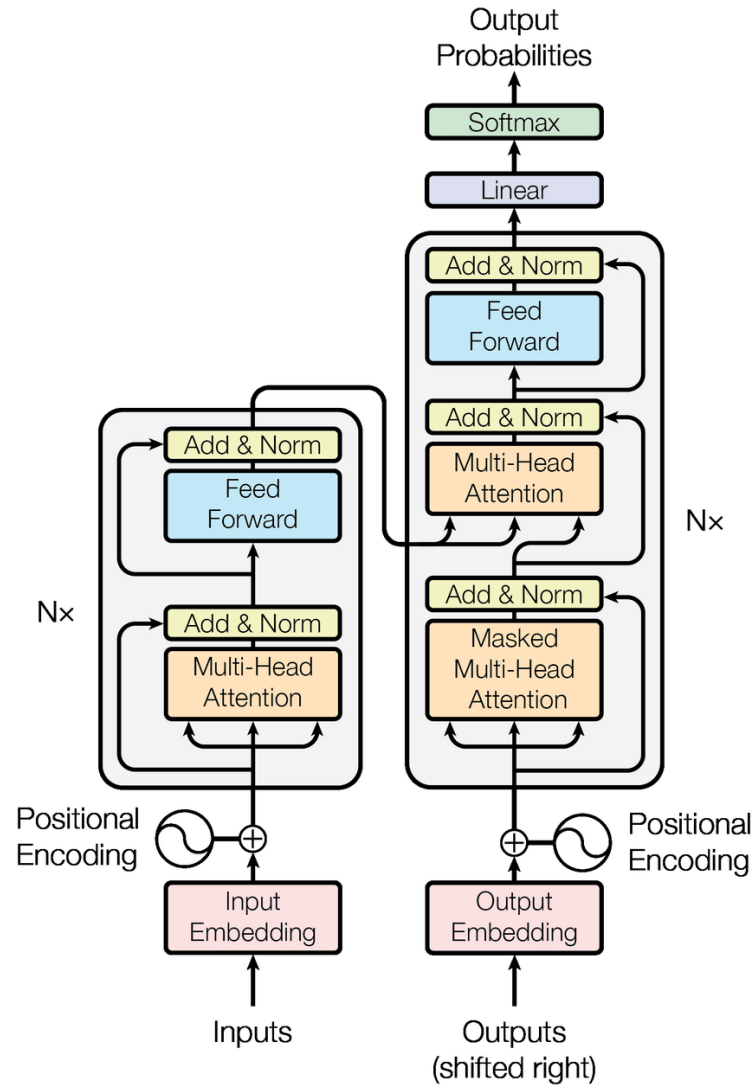 Output
Probabilities
Softmax
Linear
Add & Norm
Feed
Forward
Add & Norm
Multi-Head
Attention
Nx
Add & Norm
Masked
Multi-Head
Attention
Add & Norm
Feed
Forward
Nx
Add & Norm
Multi-Head
Attention
Positional
Encoding
Positional
Encoding
Input
Embedding
Output
Embedding
Inputs
Outputs
(shifted right)